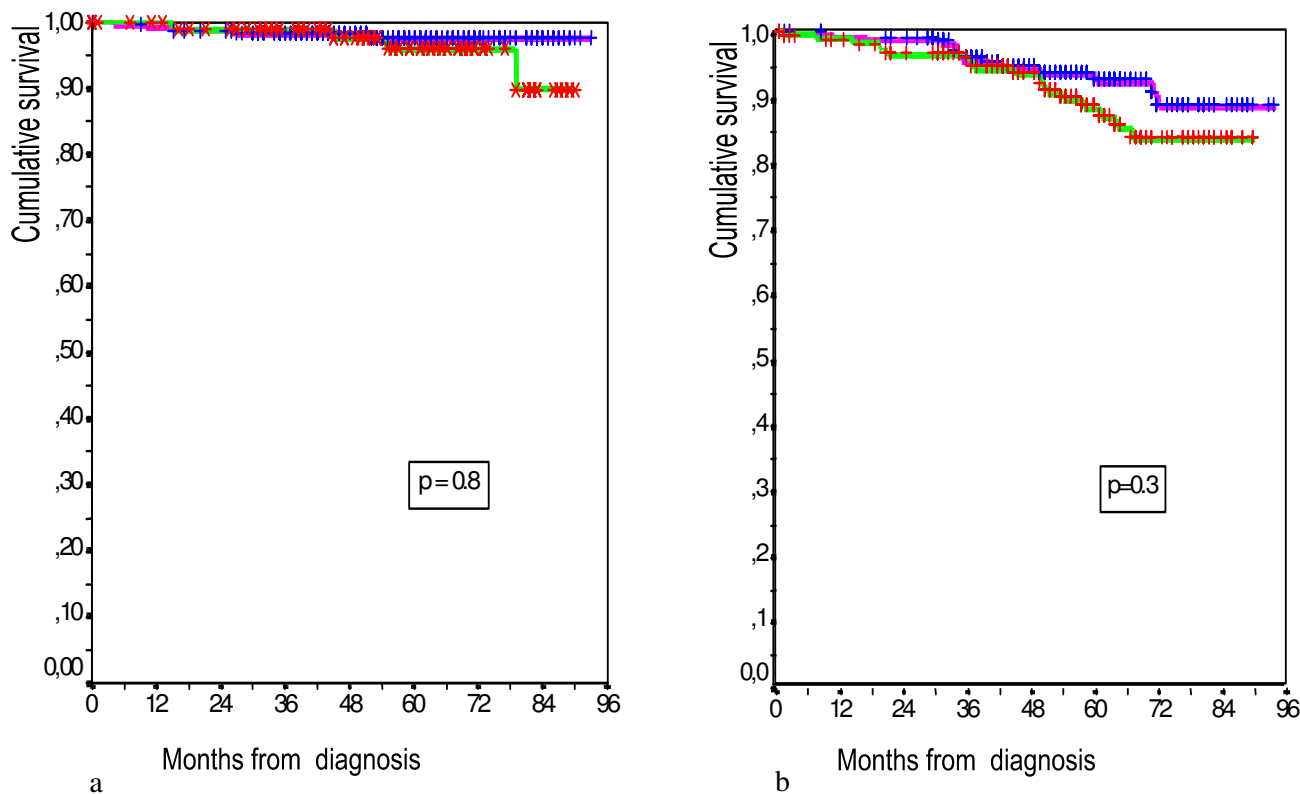 Cumulative survival
1,00
,90
,80
,70
,60
,50
,40
,30
,20
,10
0,00
p = 0.8
0 12 24 36 48 60 72 84 96
Months from diagnosis
a
Cumulative survival
1,0
,9
,8
,7
,6
,5
,4
,3
,2
,1
0,0
p=0.3
0 12 24 36 48 60 72 84 96
Months from diagnosis
b